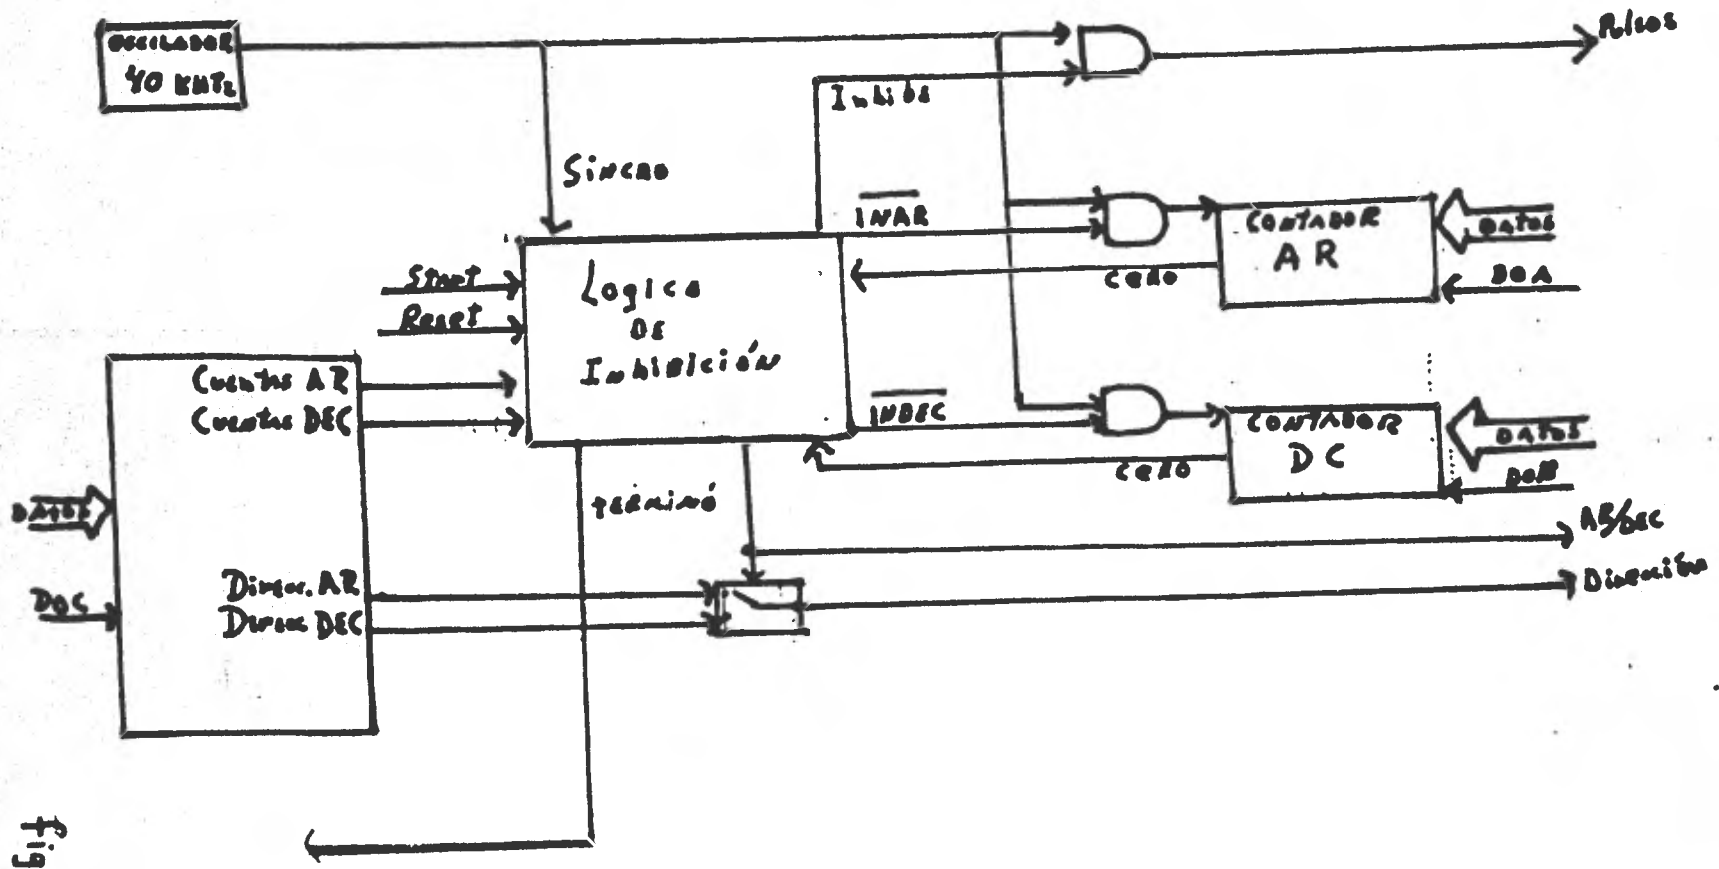 OSCILADOR
40 KHTz
Pulsos
Inhibe
SINCRO
INAR
CONTADOR
AR
DATOS
DOA
CERO
Start
Reset
Logica
DE
INHIBICIÓN
Cuentas AR
Cuentas DEC
INDEC
CONTADOR
DC
DATOS
DOB
CERO
DATOS
TERMINÓ
AR/DEC
Dirección
Direcc. AR
Direcc DEC
DOC
fig